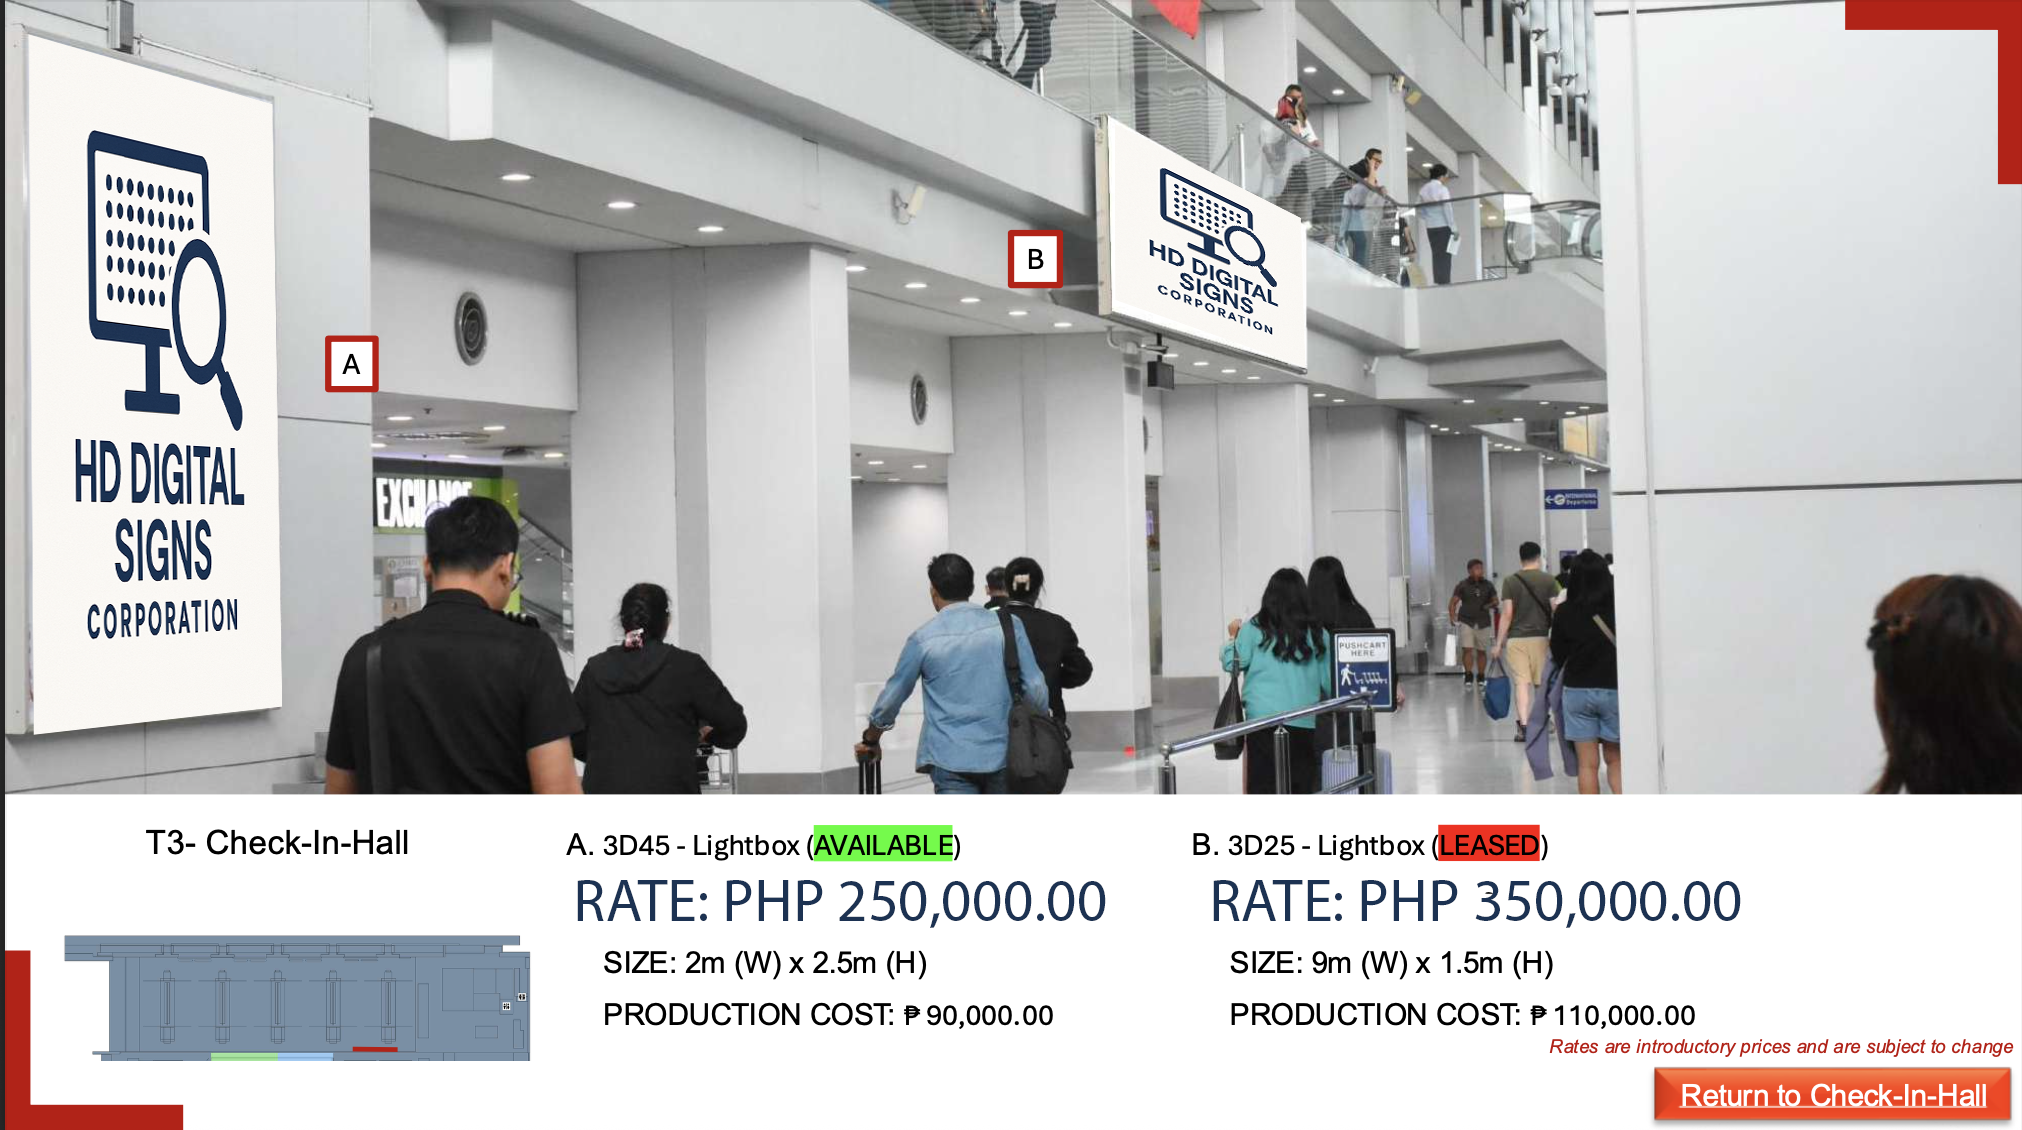 HD DIGITAL
SIGNS
CORPORATION
A
B
HD DIGITAL
SIGNS
CORPORATION
EXCHANGE
INTERNATIONAL
Departures
PUSHCART
HERE
T3- Check-In-Hall
A. 3D45 - Lightbox (AVAILABLE)
RATE: PHP 250,000.00
SIZE: 2m (W) x 2.5m (H)
PRODUCTION COST: ₱ 90,000.00
B. 3D25 - Lightbox (LEASED)
RATE: PHP 350,000.00
SIZE: 9m (W) x 1.5m (H)
PRODUCTION COST: ₱ 110,000.00
Rates are introductory prices and are subject to change
Return to Check-In-Hall